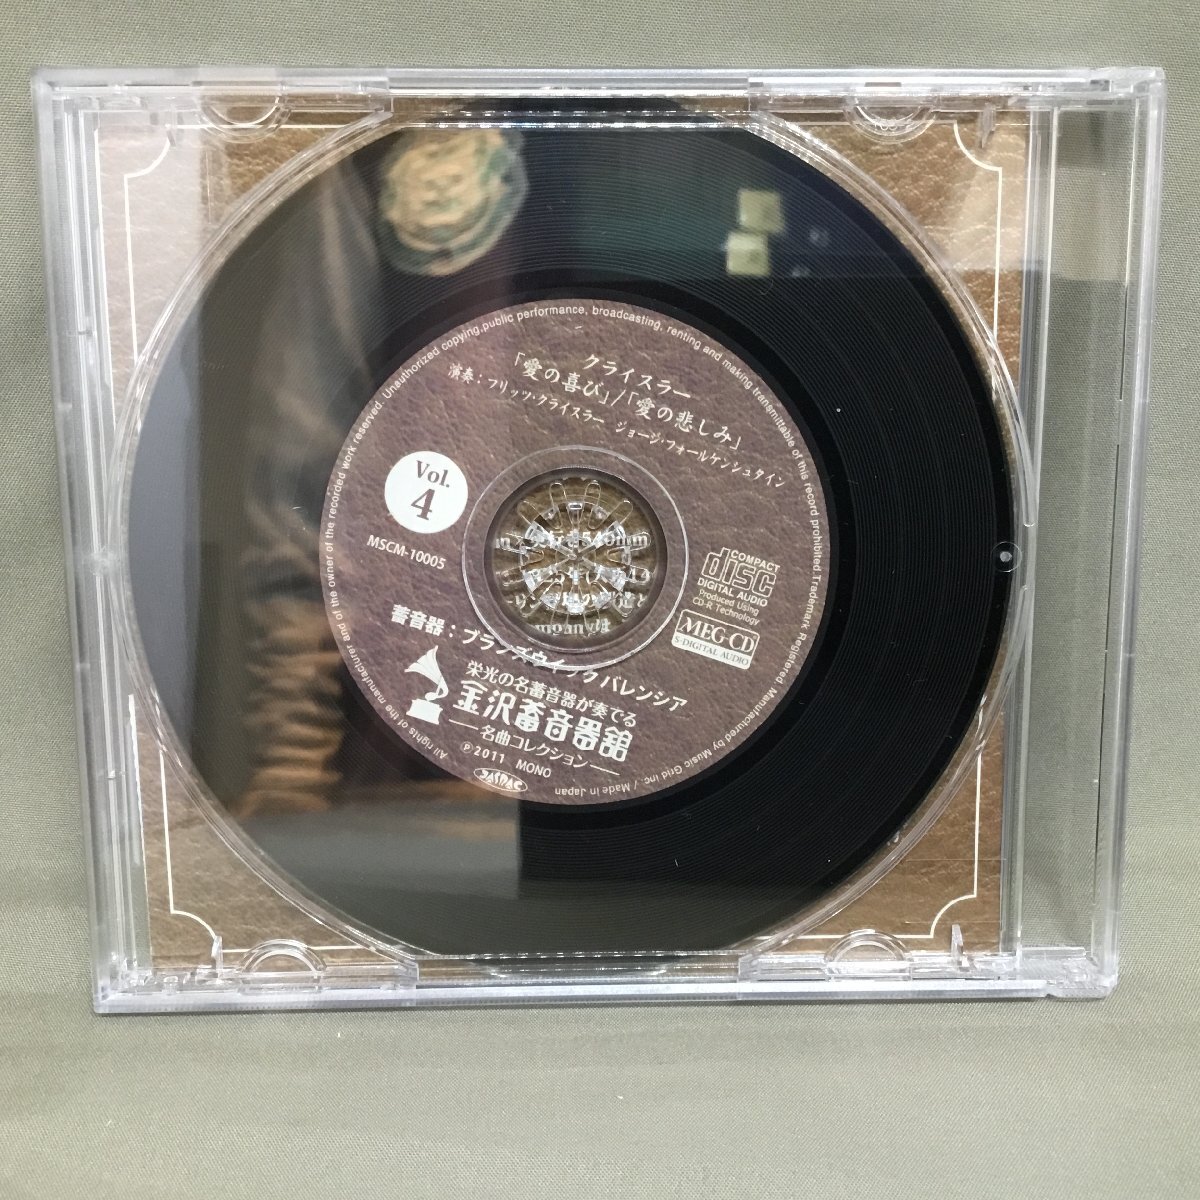 All rights of the manufacturer and of the owner of the recorded work reserved. Unauthorized copying,public performance, broadcasting, renting and making transmittable of this record prohibited.Trademark Registered. Manufactured by Music Grid inc. / Made in Japan
クライスラー
「愛の喜び」/「愛の悲しみ」
演奏：フリッツ・クライスラー ジョージ・フォールケンシュタイン
Vol.
4
MSCM-10005
COMPACT
disc
DIGITAL AUDIO
Produced Using
CD-R Technology
MEG-CD
S-DIGITAL AUDIO
蓄音器：ブランズウィック バレンシア
栄光の名蓄音器が奏でる
金沢蓄音器館
名曲コレクション
Ⓟ2011 MONO
JASRAC